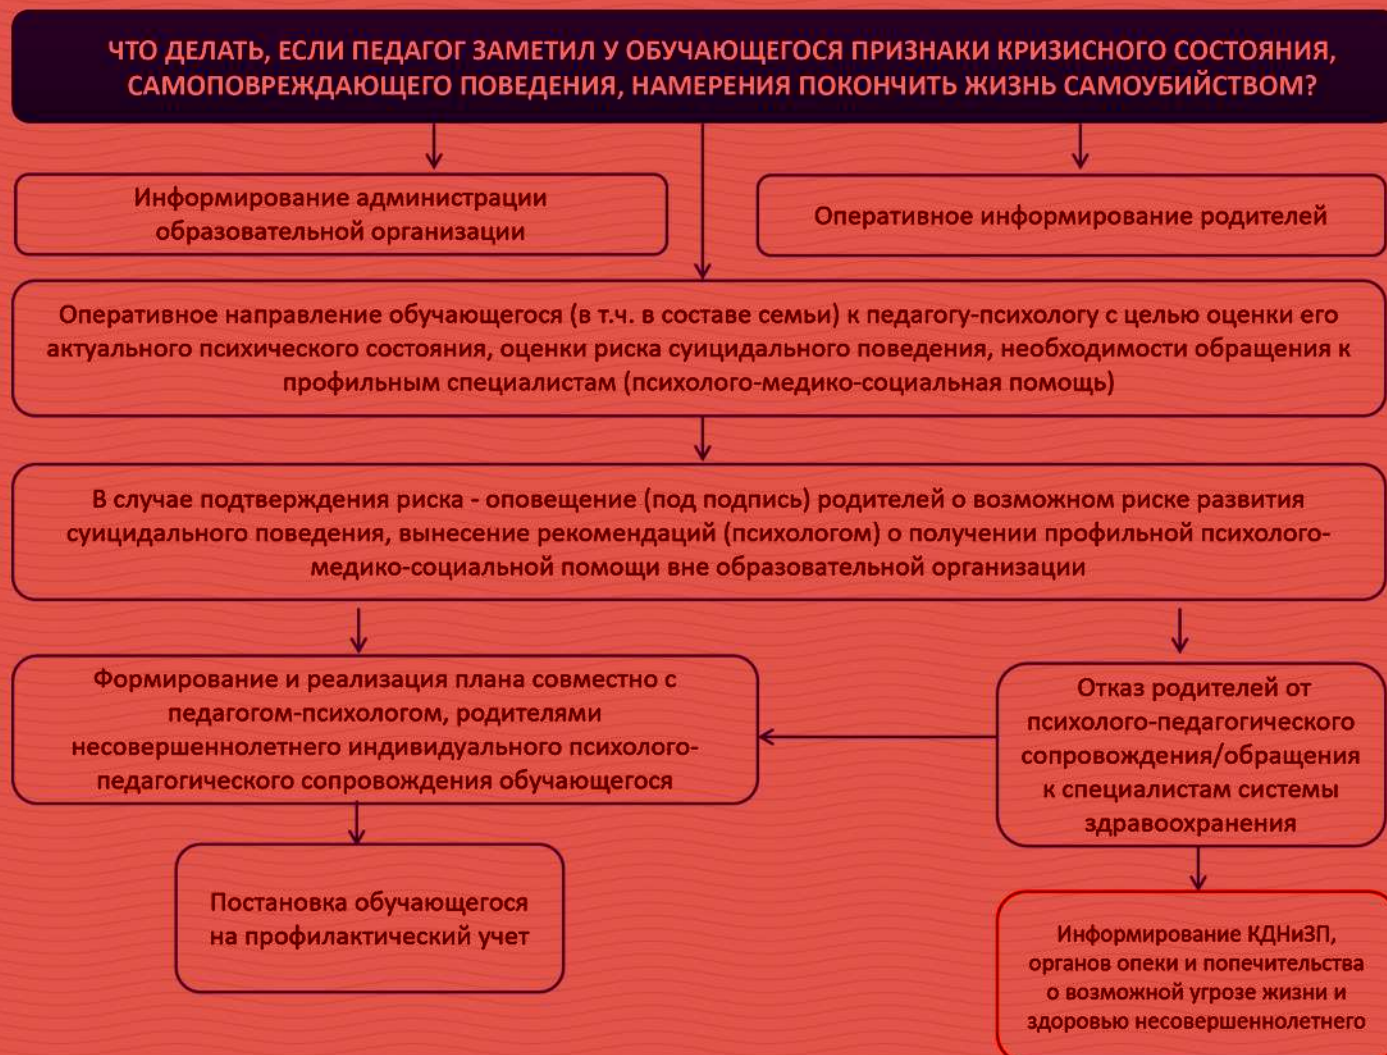 ЧТО ДЕЛАТЬ, ЕСЛИ ПЕДАГОГ ЗАМЕТИЛ У ОБУЧАЮЩЕГОСЯ ПРИЗНАКИ КРИЗИСНОГО СОСТОЯНИЯ,
САМОПОВРЕЖДАЮЩЕГО ПОВЕДЕНИЯ, НАМЕРЕНИЯ ПОКОНЧИТЬ ЖИЗНЬ САМОУБИЙСТВОМ?
Информирование администрации
образовательной организации
Оперативное информирование родителей
Оперативное направление обучающегося (в т.ч. в составе семьи) к педагогу-психологу с целью оценки его
актуального психического состояния, оценки риска суицидального поведения, необходимости обращения к
профильным специалистам (психолого-медико-социальная помощь)
В случае подтверждения риска - оповещение (под подпись) родителей о возможном риске развития
суицидального поведения, вынесение рекомендаций (психологом) о получении профильной психолого-
медико-социальной помощи вне образовательной организации
Формирование и реализация плана совместно с
педагогом-психологом, родителями
несовершеннолетнего индивидуального психолого-
педагогического сопровождения обучающегося
Отказ родителей от
психолого-педагогического
сопровождения/обращения
к специалистам системы
здравоохранения
Постановка обучающегося
на профилактический учет
Информирование КДНиЗП,
органов опеки и попечительства
о возможной угрозе жизни и
здоровью несовершеннолетнего